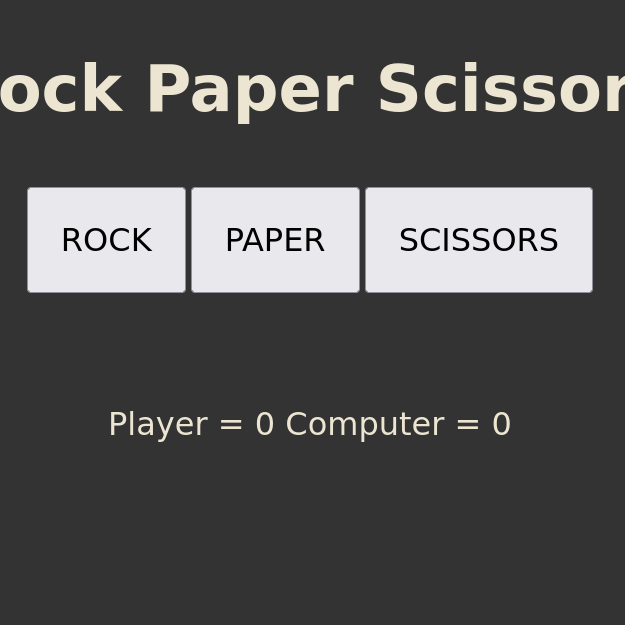 ock Paper Scissor
ROCK PAPER SCISSORS
Player = 0 Computer = 0